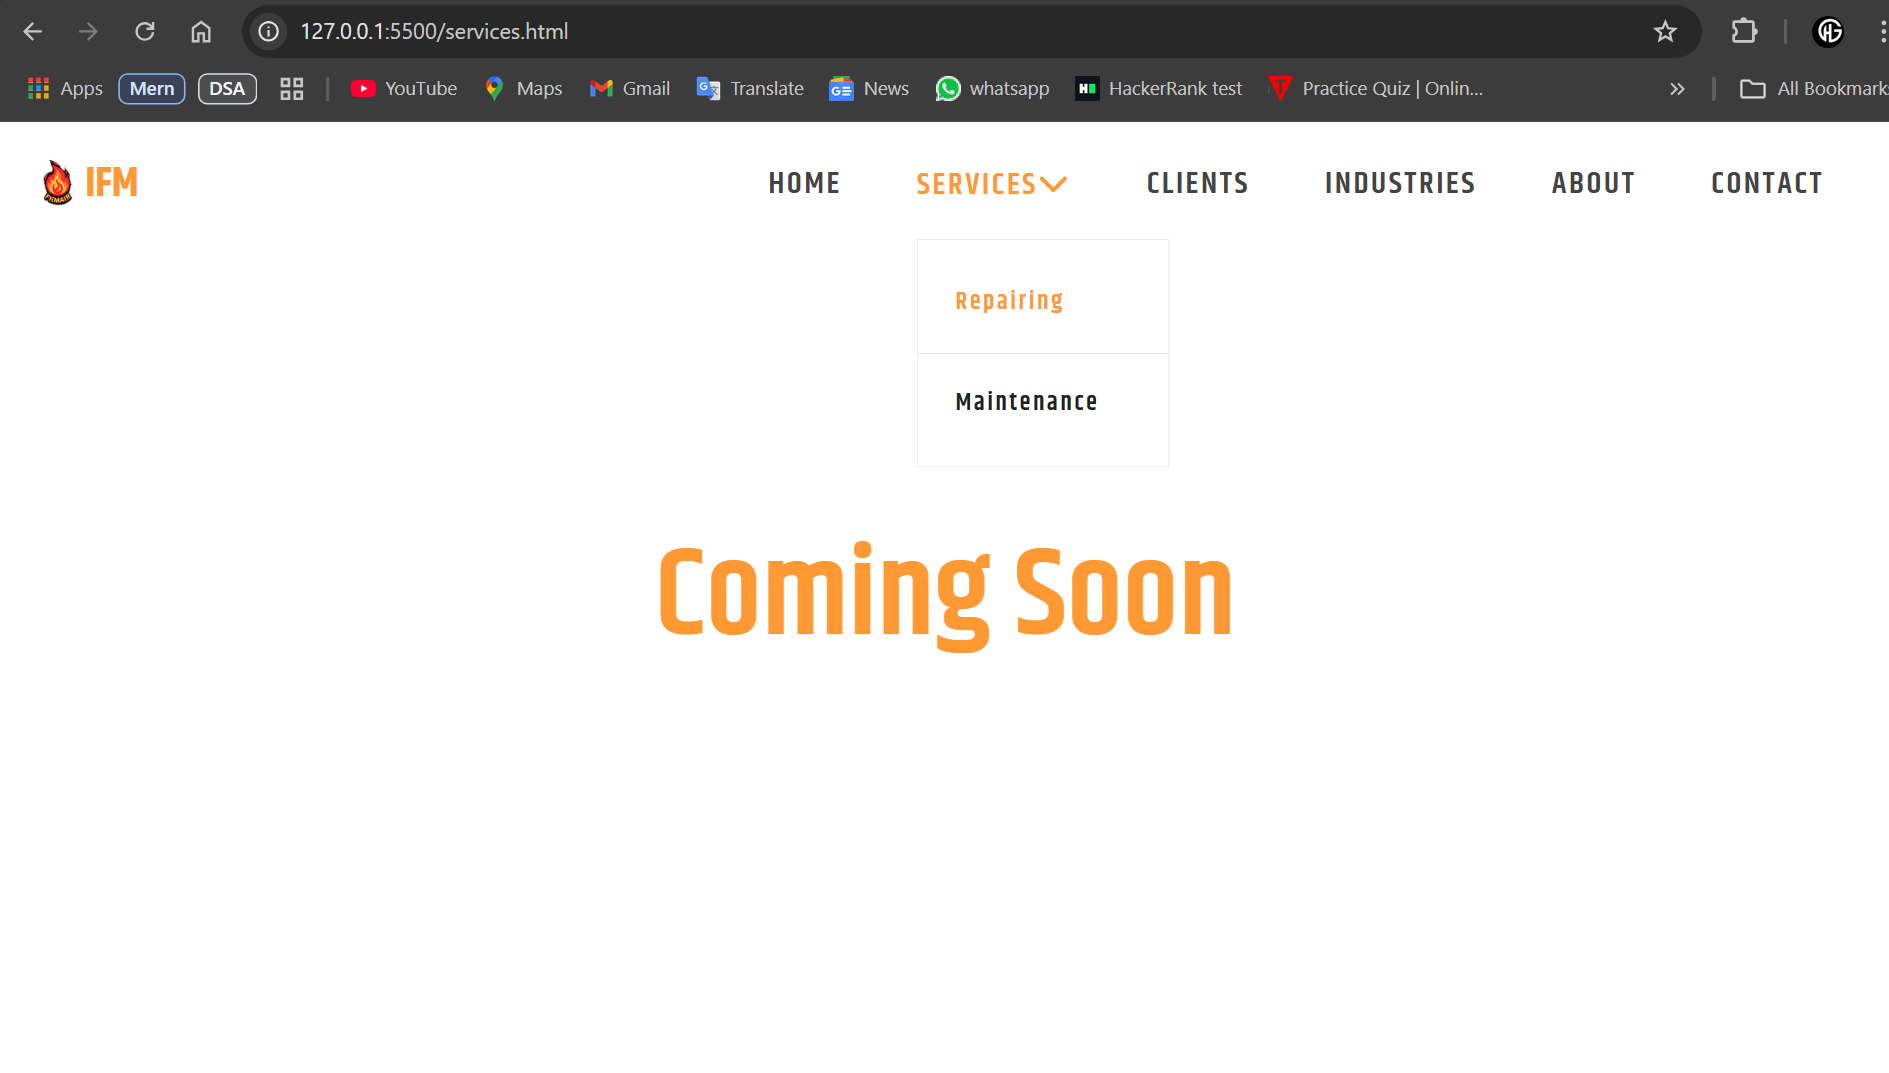 127.0.0.1:5500/services.html
Apps Mern DSA YouTube Maps Gmail Translate News whatsapp HackerRank test Practice Quiz | Onlin... All Bookmark
IFM HOME SERVICES CLIENTS INDUSTRIES ABOUT CONTACT
Repairing
Maintenance
Coming Soon